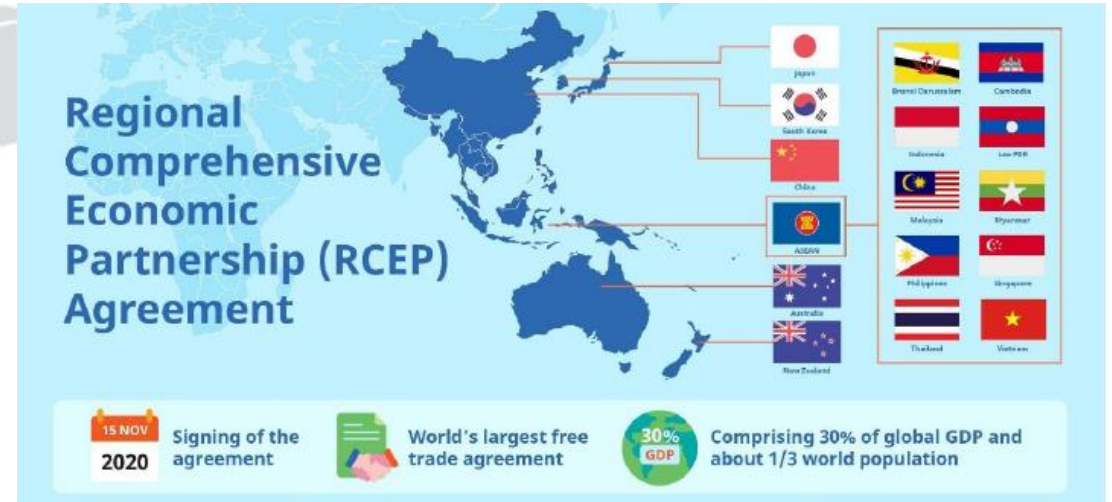 Regional
Comprehensive
Economic
Partnership (RCEP)
Agreement
Japan
South Korea
China
ASEAN
Australia
New Zealand
Brunei Darussalam
Cambodia
Indonesia
Lao PDR
Malaysia
Myanmar
Philippines
Singapore
Thailand
Vietnam
15 NOV
2020
Signing of the
agreement
World's largest free
trade agreement
30%
GDP
Comprising 30% of global GDP and
about 1/3 world population